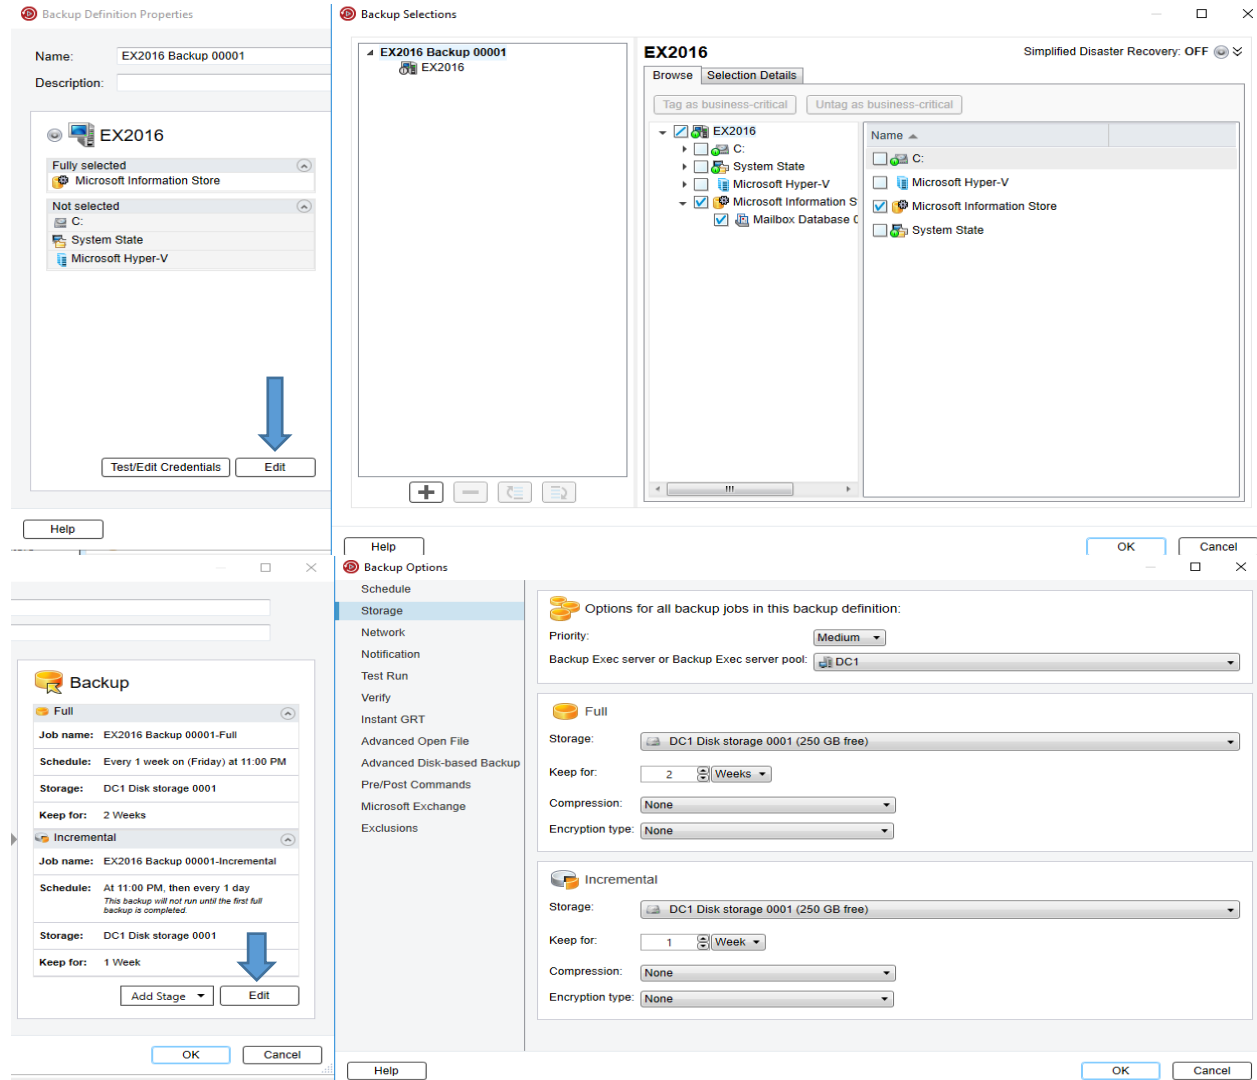 Backup Definition Properties
Name: EX2016 Backup 00001
Description:
EX2016
Fully selected
Microsoft Information Store
Not selected
C:
System State
Microsoft Hyper-V
Test/Edit Credentials Edit
Help
Backup Selections
EX2016 Backup 00001
EX2016
EX2016
Simplified Disaster Recovery: OFF
Browse Selection Details
Tag as business-critical Untag as business-critical
EX2016
C:
System State
Microsoft Hyper-V
Microsoft Information S
Mailbox Database 0
Name
C:
Microsoft Hyper-V
Microsoft Information Store
System State
Help OK Cancel
Backup
Full
Job name: EX2016 Backup 00001-Full
Schedule: Every 1 week on (Friday) at 11:00 PM
Storage: DC1 Disk storage 0001
Keep for: 2 Weeks
Incremental
Job name: EX2016 Backup 00001-Incremental
Schedule: At 11:00 PM, then every 1 day
This backup will not run until the first full
backup is completed.
Storage: DC1 Disk storage 0001
Keep for: 1 Week
Add Stage Edit
OK Cancel
Backup Options
Schedule
Storage
Network
Notification
Test Run
Verify
Instant GRT
Advanced Open File
Advanced Disk-based Backup
Pre/Post Commands
Microsoft Exchange
Exclusions
Options for all backup jobs in this backup definition:
Priority: Medium
Backup Exec server or Backup Exec server pool: DC1
Full
Storage: DC1 Disk storage 0001 (250 GB free)
Keep for: 2 Weeks
Compression: None
Encryption type: None
Incremental
Storage: DC1 Disk storage 0001 (250 GB free)
Keep for: 1 Week
Compression: None
Encryption type: None
Help OK Cancel